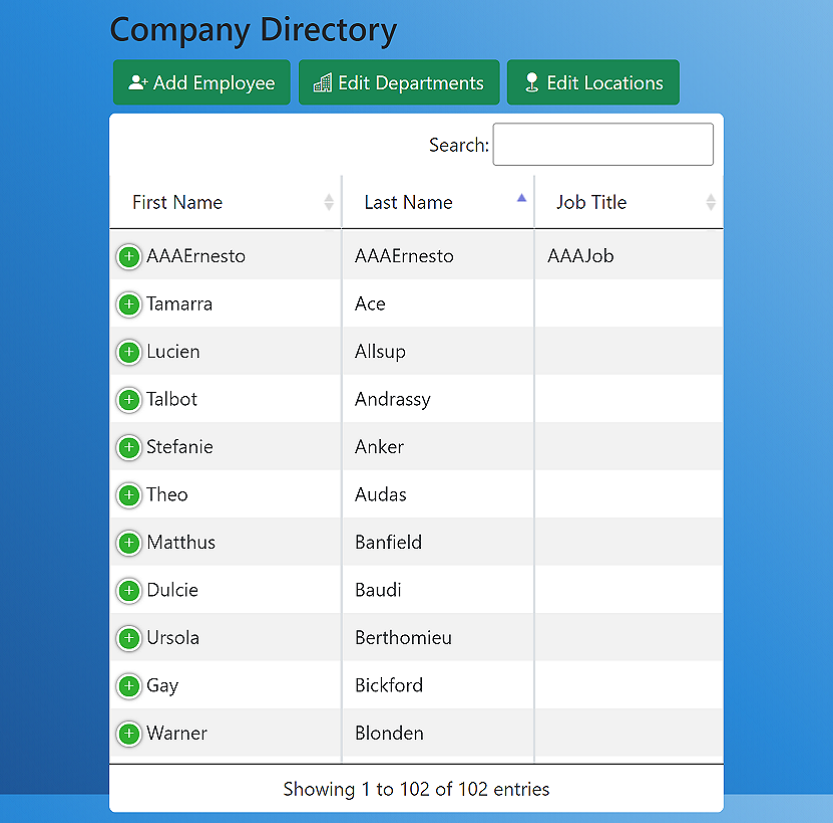 Company Directory
Add Employee Edit Departments Edit Locations
Search:
First Name Last Name Job Title
AAAErnesto AAAErnesto AAAJob
Tamarra Ace
Lucien Allsup
Talbot Andrassy
Stefanie Anker
Theo Audas
Matthus Banfield
Dulcie Baudi
Ursola Berthomieu
Gay Bickford
Warner Blonden
Showing 1 to 102 of 102 entries